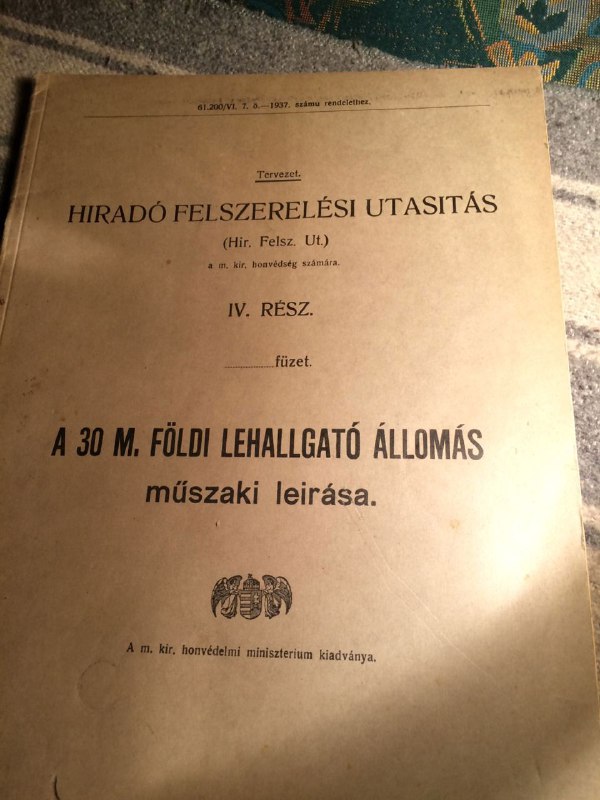 61.200/VI. 7. ö.—1937. számu rendelethez.
Tervezet.
HIRADÓ FELSZERELÉSI UTASITÁS
(Hir. Felsz. Ut.)
a m. kir. honvédség számára.
IV. RÉSZ.
..............füzet.
A 30 M. FÖLDI LEHALLGATÓ ÁLLOMÁS
műszaki leirása.
A m. kir. honvédelmi miniszterium kiadványa.